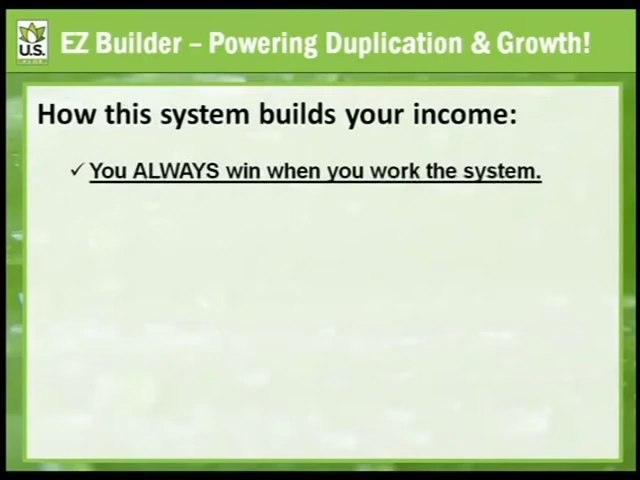 U.S.
EZ Builder – Powering Duplication & Growth!
How this system builds your income:
✓ You ALWAYS win when you work the system.